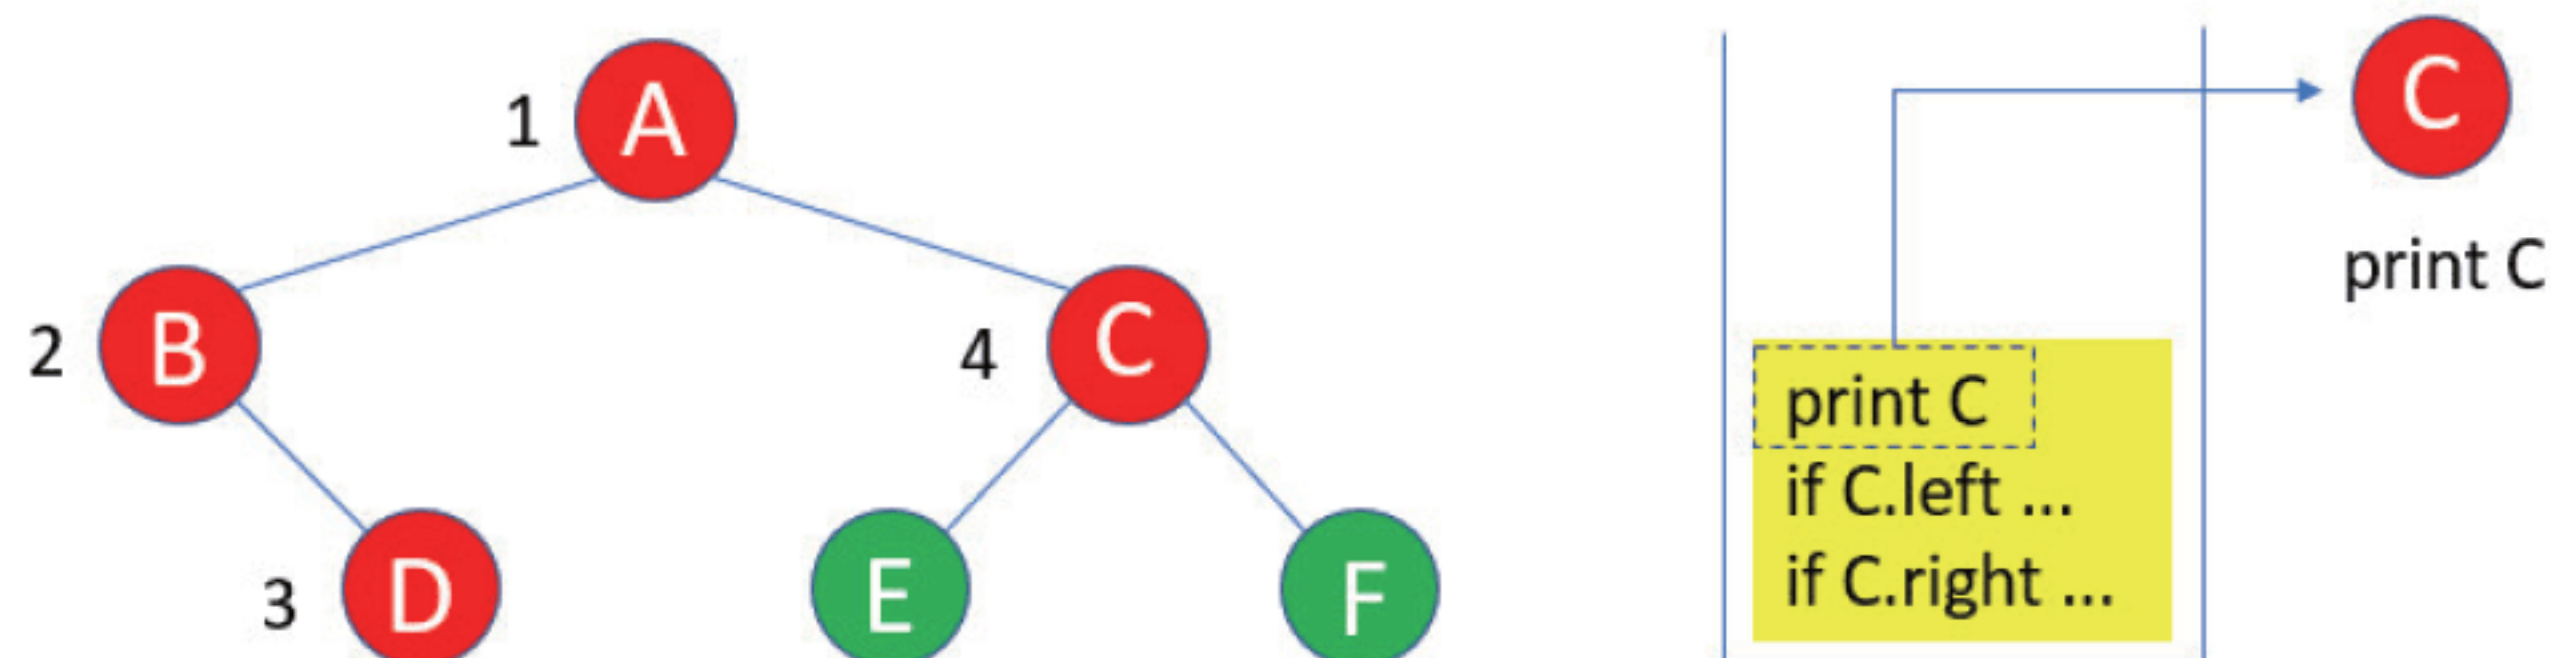 1 A
2 B
4 C
3 D
E
F
C
print C
print C
if C.left ...
if C.right ...